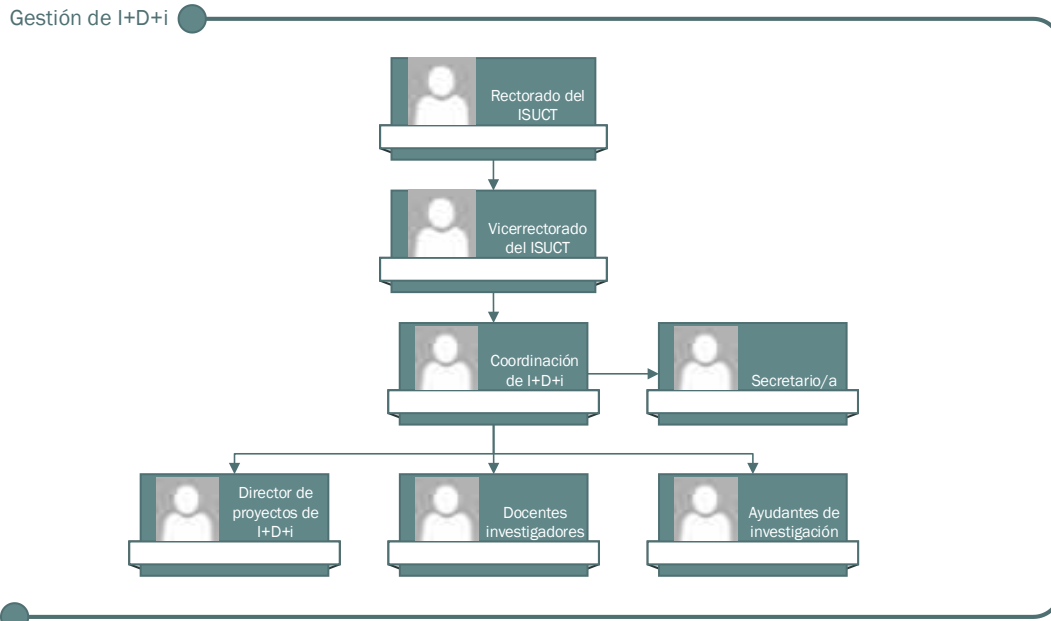 Gestión de I+D+i
Rectorado del
ISUCT
Vicerrectorado
del ISUCT
Coordinación
de I+D+i
Secretario/a
Director de
proyectos de
I+D+i
Docentes
investigadores
Ayudantes de
investigación